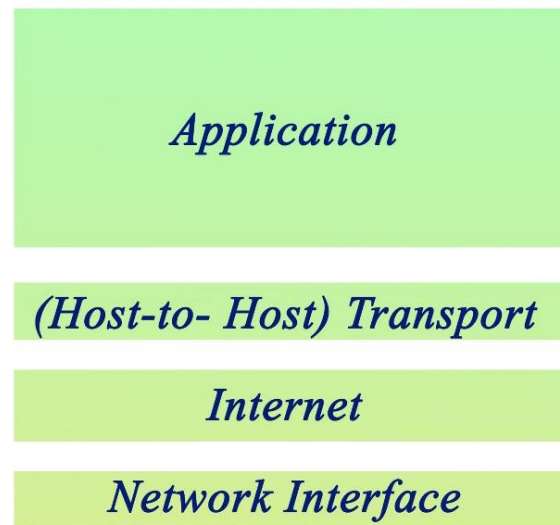 Application
(Host-to- Host) Transport
Internet
Network Interface